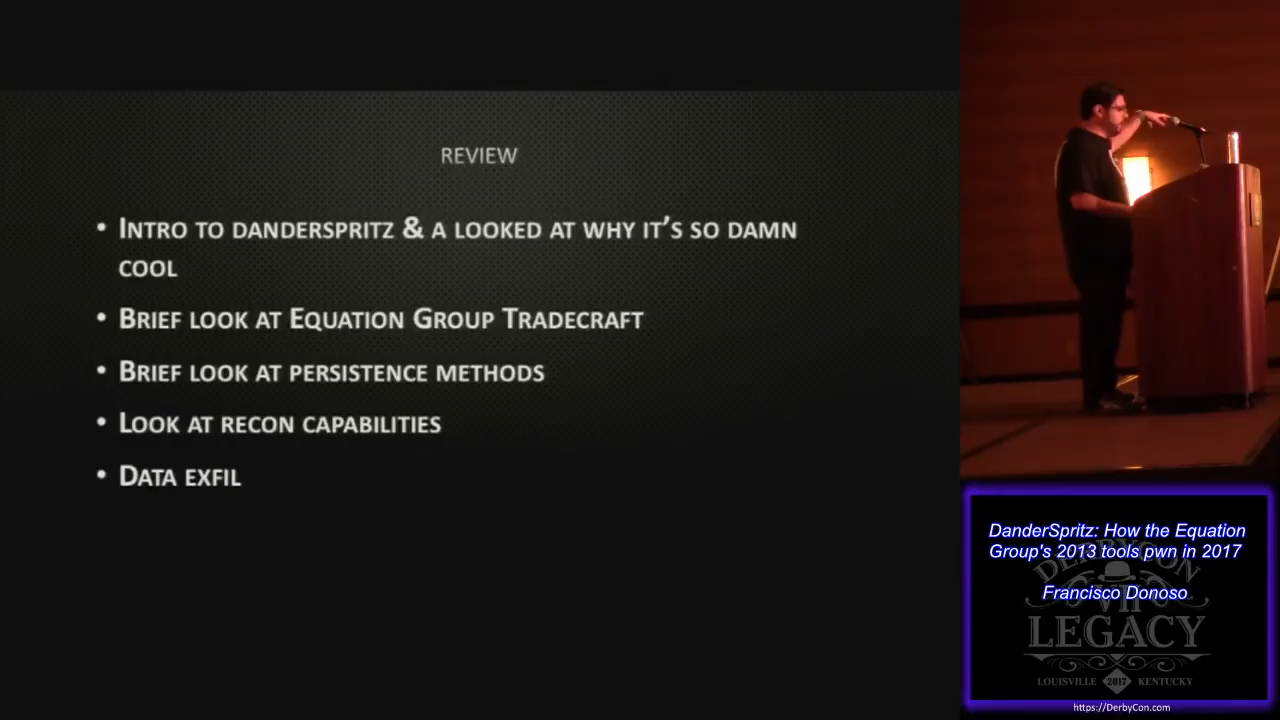 REVIEW
• INTRO TO DANDERSPRITZ & A LOOKED AT WHY IT'S SO DAMN
COOL
• BRIEF LOOK AT EQUATION GROUP TRADECRAFT
• BRIEF LOOK AT PERSISTENCE METHODS
• LOOK AT RECON CAPABILITIES
• DATA EXFIL
DanderSpritz: How the Equation
Group's 2013 tools pwn in 2017
Francisco Donoso
DERBYCON
VII
LEGACY
LOUISVILLE 2017 KENTUCKY
https://DerbyCon.com